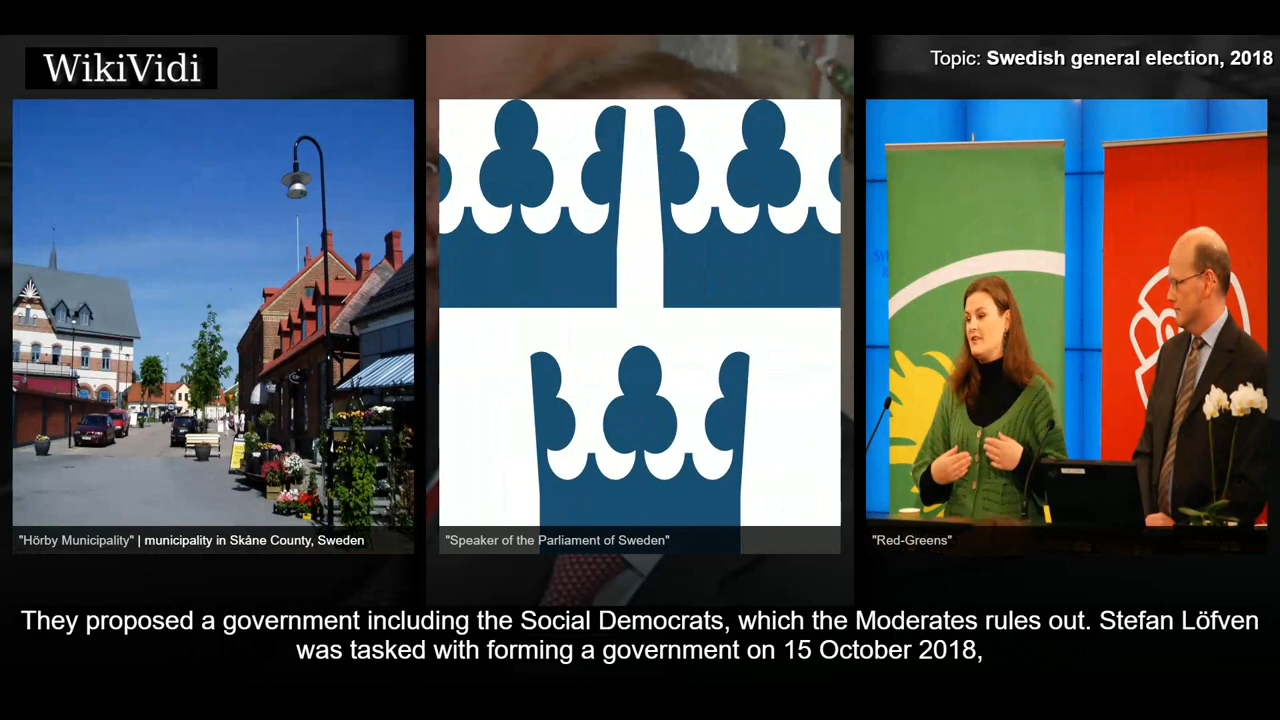 WikiVidi
Topic: Swedish general election, 2018
"Hörby Municipality" | municipality in Skåne County, Sweden
"Speaker of the Parliament of Sweden"
"Red-Greens"
They proposed a government including the Social Democrats, which the Moderates rules out. Stefan Löfven
was tasked with forming a government on 15 October 2018,